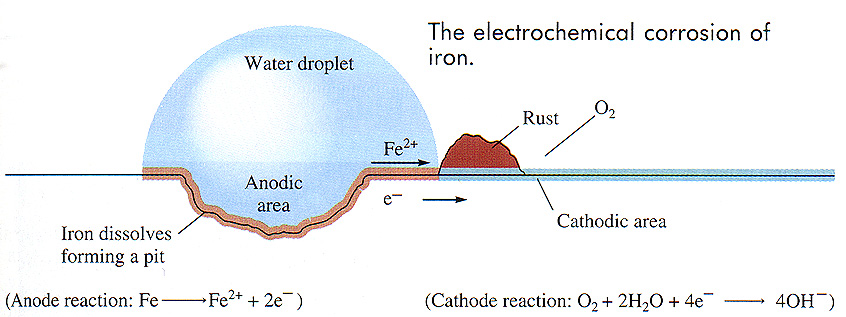 The electrochemical corrosion of
iron.
Water droplet
O₂
Rust
Fe²⁺
Anodic
area
e⁻
Cathodic area
Iron dissolves
forming a pit
(Anode reaction: Fe ⟶ Fe²⁺ + 2e⁻)
(Cathode reaction: O₂ + 2H₂O + 4e⁻ ⟶ 4OH⁻)